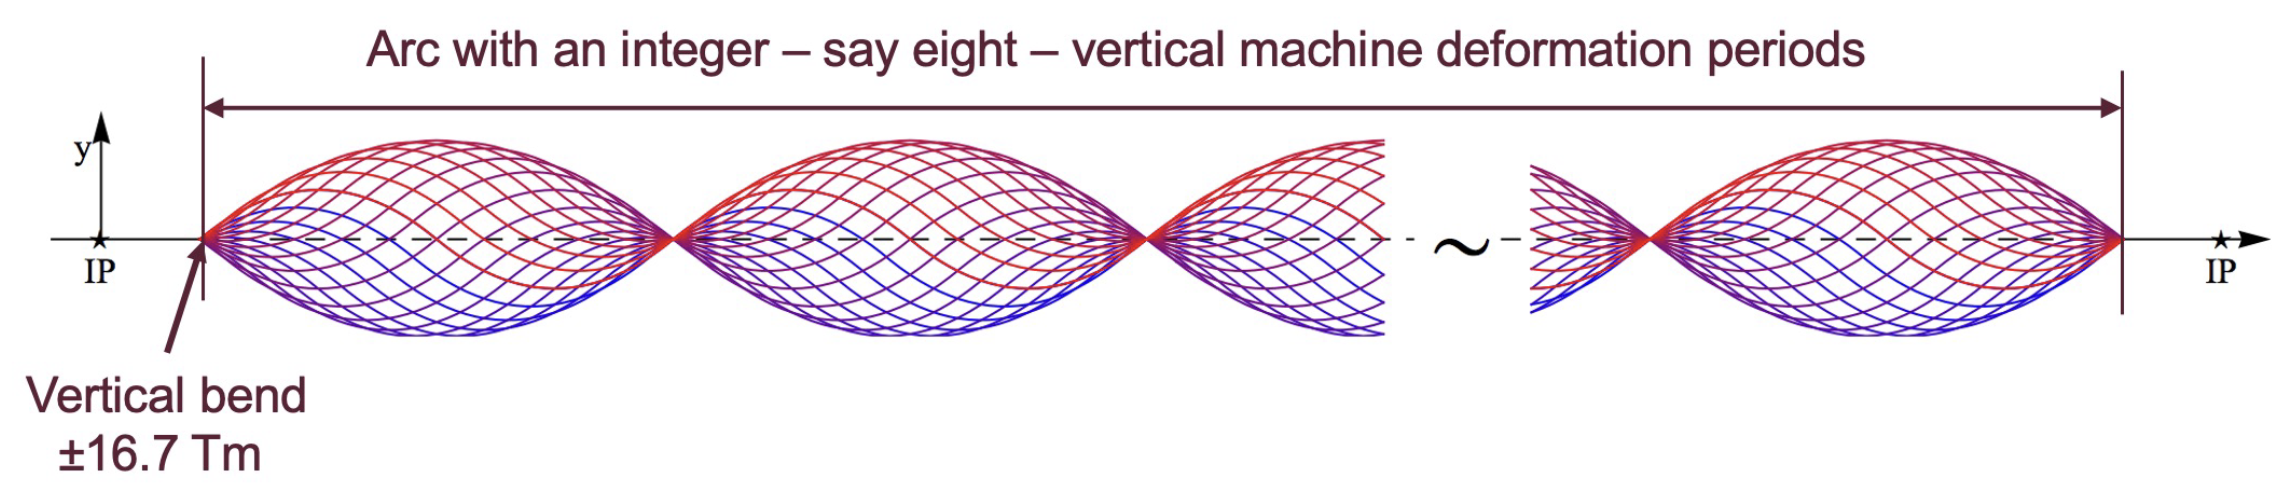 Arc with an integer – say eight – vertical machine deformation periods
y
IP
~
IP
Vertical bend
±16.7 Tm